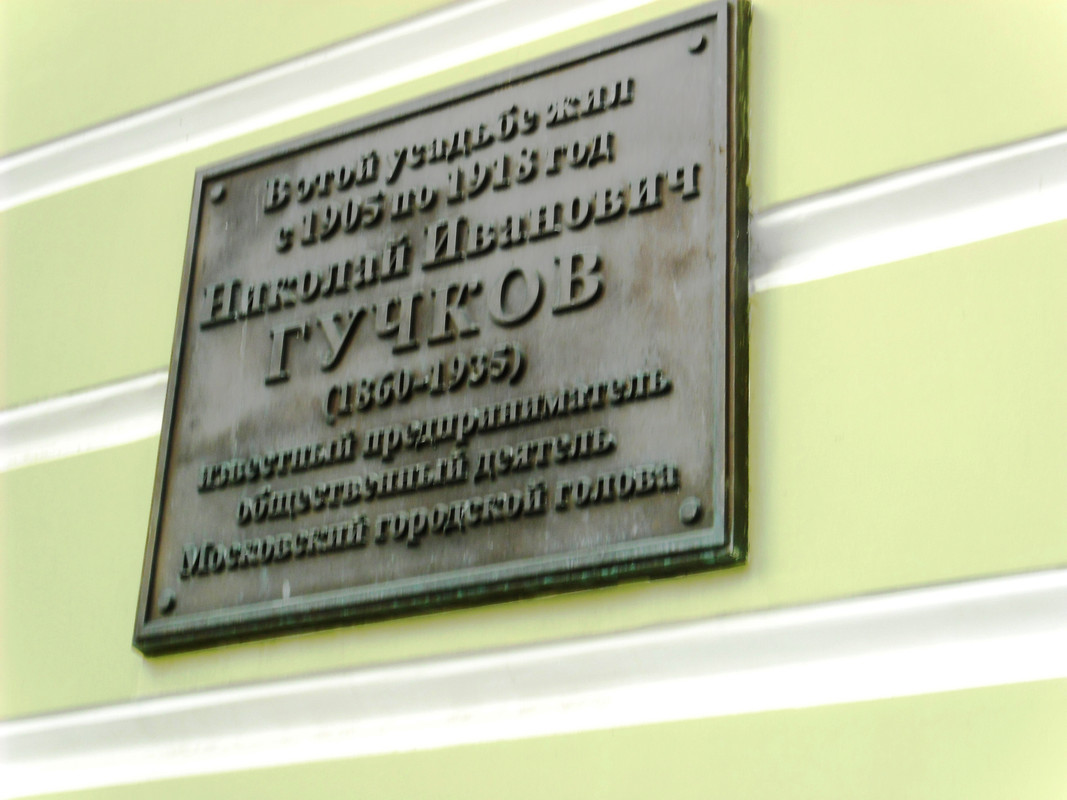 В этой усадьбе жил
с 1905 по 1918 год
Николай Иванович
ГУЧКОВ
(1860-1935)
известный предприниматель
общественный деятель
Московский городской голова